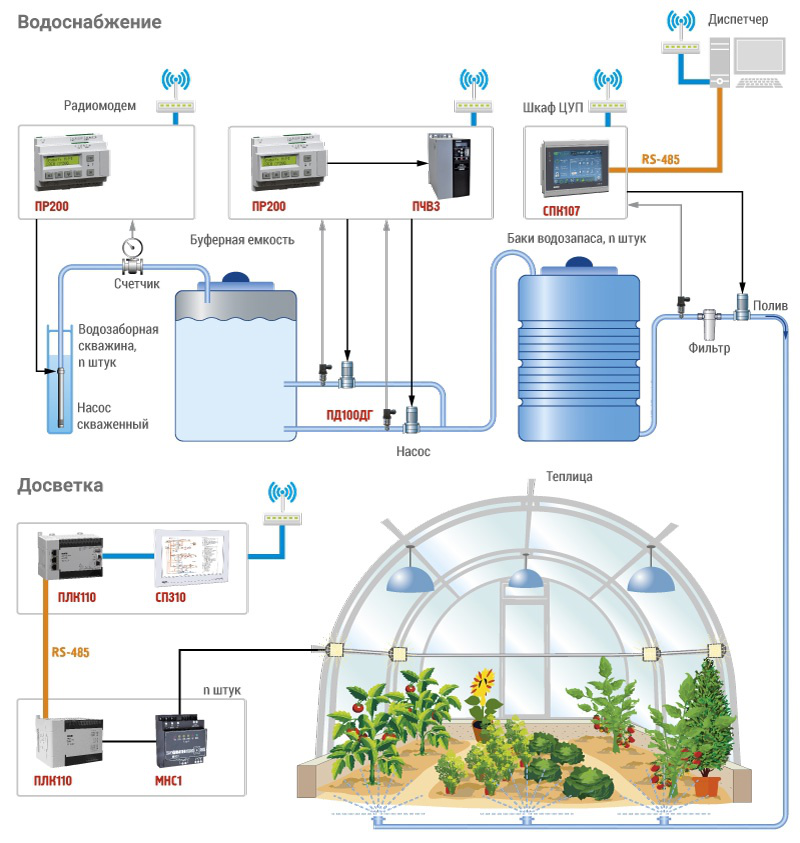 Водоснабжение
Диспетчер
Радиомодем
Шкаф ЦУП
RS-485
ПР200
ПР200
ПЧВ3
СПК107
Буферная емкость
Баки водозапаса, n штук
Счетчик
Полив
Водозаборная
скважина,
n штук
Фильтр
Насос
скваженный
ПД100ДГ
Насос
Досветка
Теплица
ПЛК110
СП310
RS-485
n штук
ПЛК110
МНС1